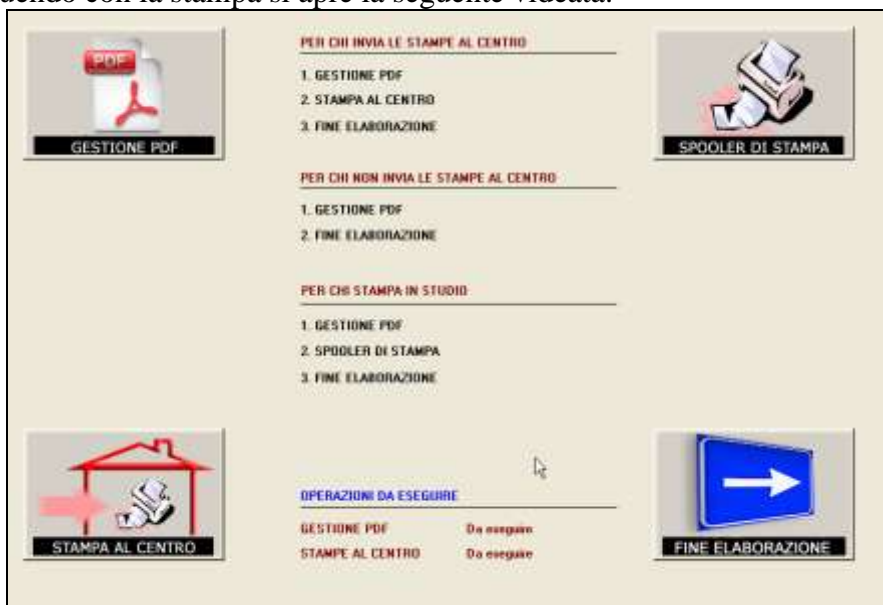 dendo con la stampa si apre la seguente videata:
PDF
GESTIONE PDF
PER CHI INVIA LE STAMPE AL CENTRO
1. GESTIONE PDF
2. STAMPA AL CENTRO
3. FINE ELABORAZIONE
SPOOLER DI STAMPA
PER CHI NON INVIA LE STAMPE AL CENTRO
1. GESTIONE PDF
2. FINE ELABORAZIONE
PER CHI STAMPA IN STUDIO
1. GESTIONE PDF
2. SPOOLER DI STAMPA
3. FINE ELABORAZIONE
STAMPA AL CENTRO
OPERAZIONI DA ESEGUIRE
GESTIONE PDF Da eseguire
STAMPE AL CENTRO Da eseguire
FINE ELABORAZIONE